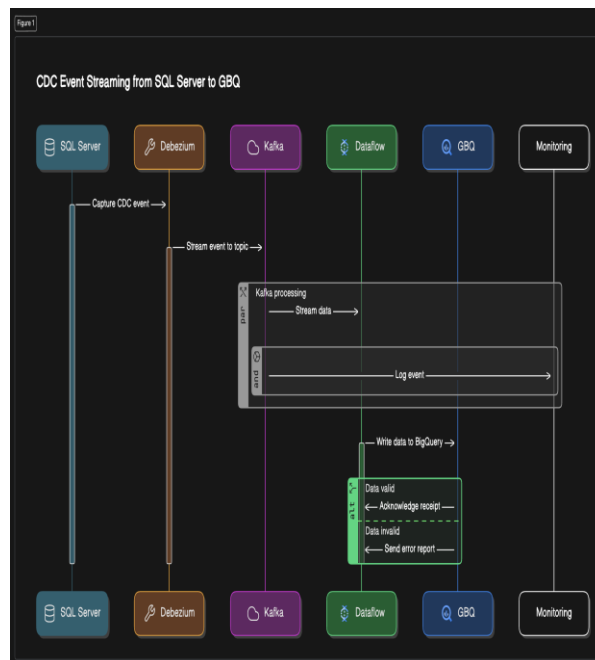 Figure 1
CDC Event Streaming from SQL Server to GBQ
SQL Server
Debezium
Kafka
Dataflow
GBQ
Monitoring
Capture CDC event
Stream event to topic
Kafka processing
par
Stream data
and
Log event
Write data to BigQuery
Data valid
alt
Acknowledge receipt
Data invalid
Send error report
SQL Server
Debezium
Kafka
Dataflow
GBQ
Monitoring